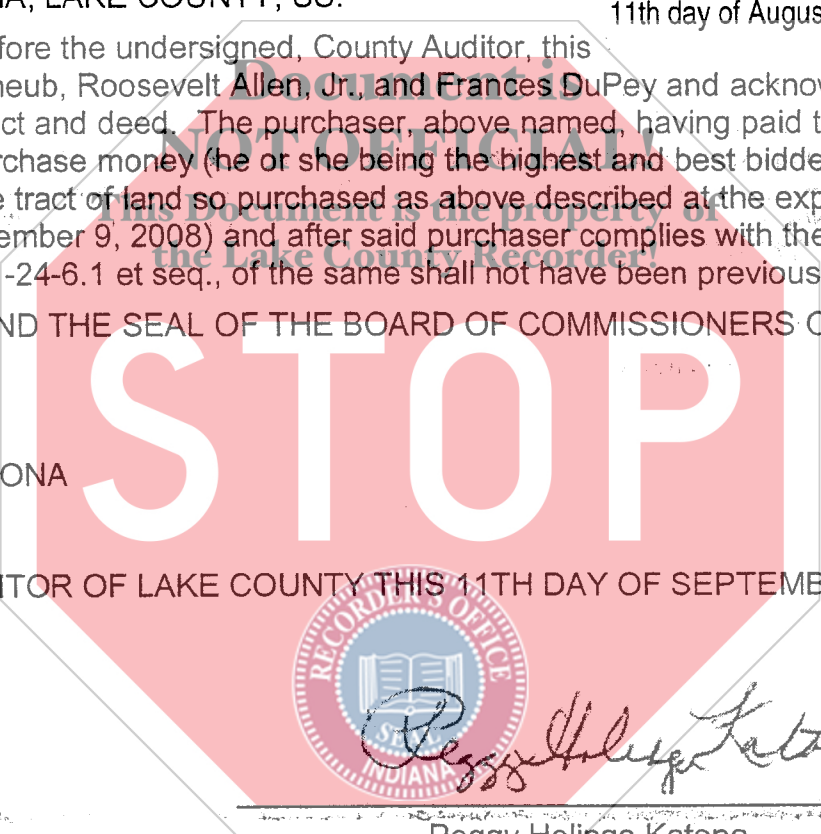 IA, LAKE COUNTY, SS:
11th day of Augus
fore the undersigned, County Auditor, this
neub, Roosevelt Allen, Jr., and Frances DuPey and acknow
Document is
ct and deed. The purchaser, above named, having paid t
NOT OFFICIAL!
rchase money (he or she being the highest and best bidde
e tract of land so purchased as above described at the exp
This Document is the property of
ember 9, 2008) and after said purchaser complies with the
the Lake County Recorder!
-24-6.1 et seq., of the same shall not have been previous
ND THE SEAL OF THE BOARD OF COMMISSIONERS O
STOP
ONA
ITOR OF LAKE COUNTY THIS 11TH DAY OF SEPTEMB
RECORDER'S OFFICE
SEAL
INDIANA
Peggy Holinga Kato
Peggy Holinga Katona